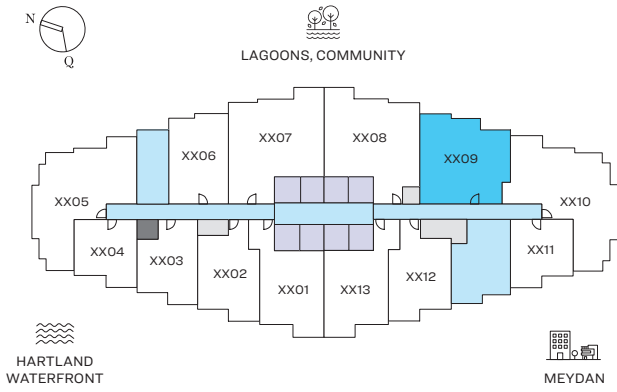 N
Q
LAGOONS, COMMUNITY
XX07
XX08
XX06
XX09
XX05
XX10
XX04
XX03
XX02
XX01
XX13
XX12
XX11
HARTLAND
WATERFRONT
MEYDAN